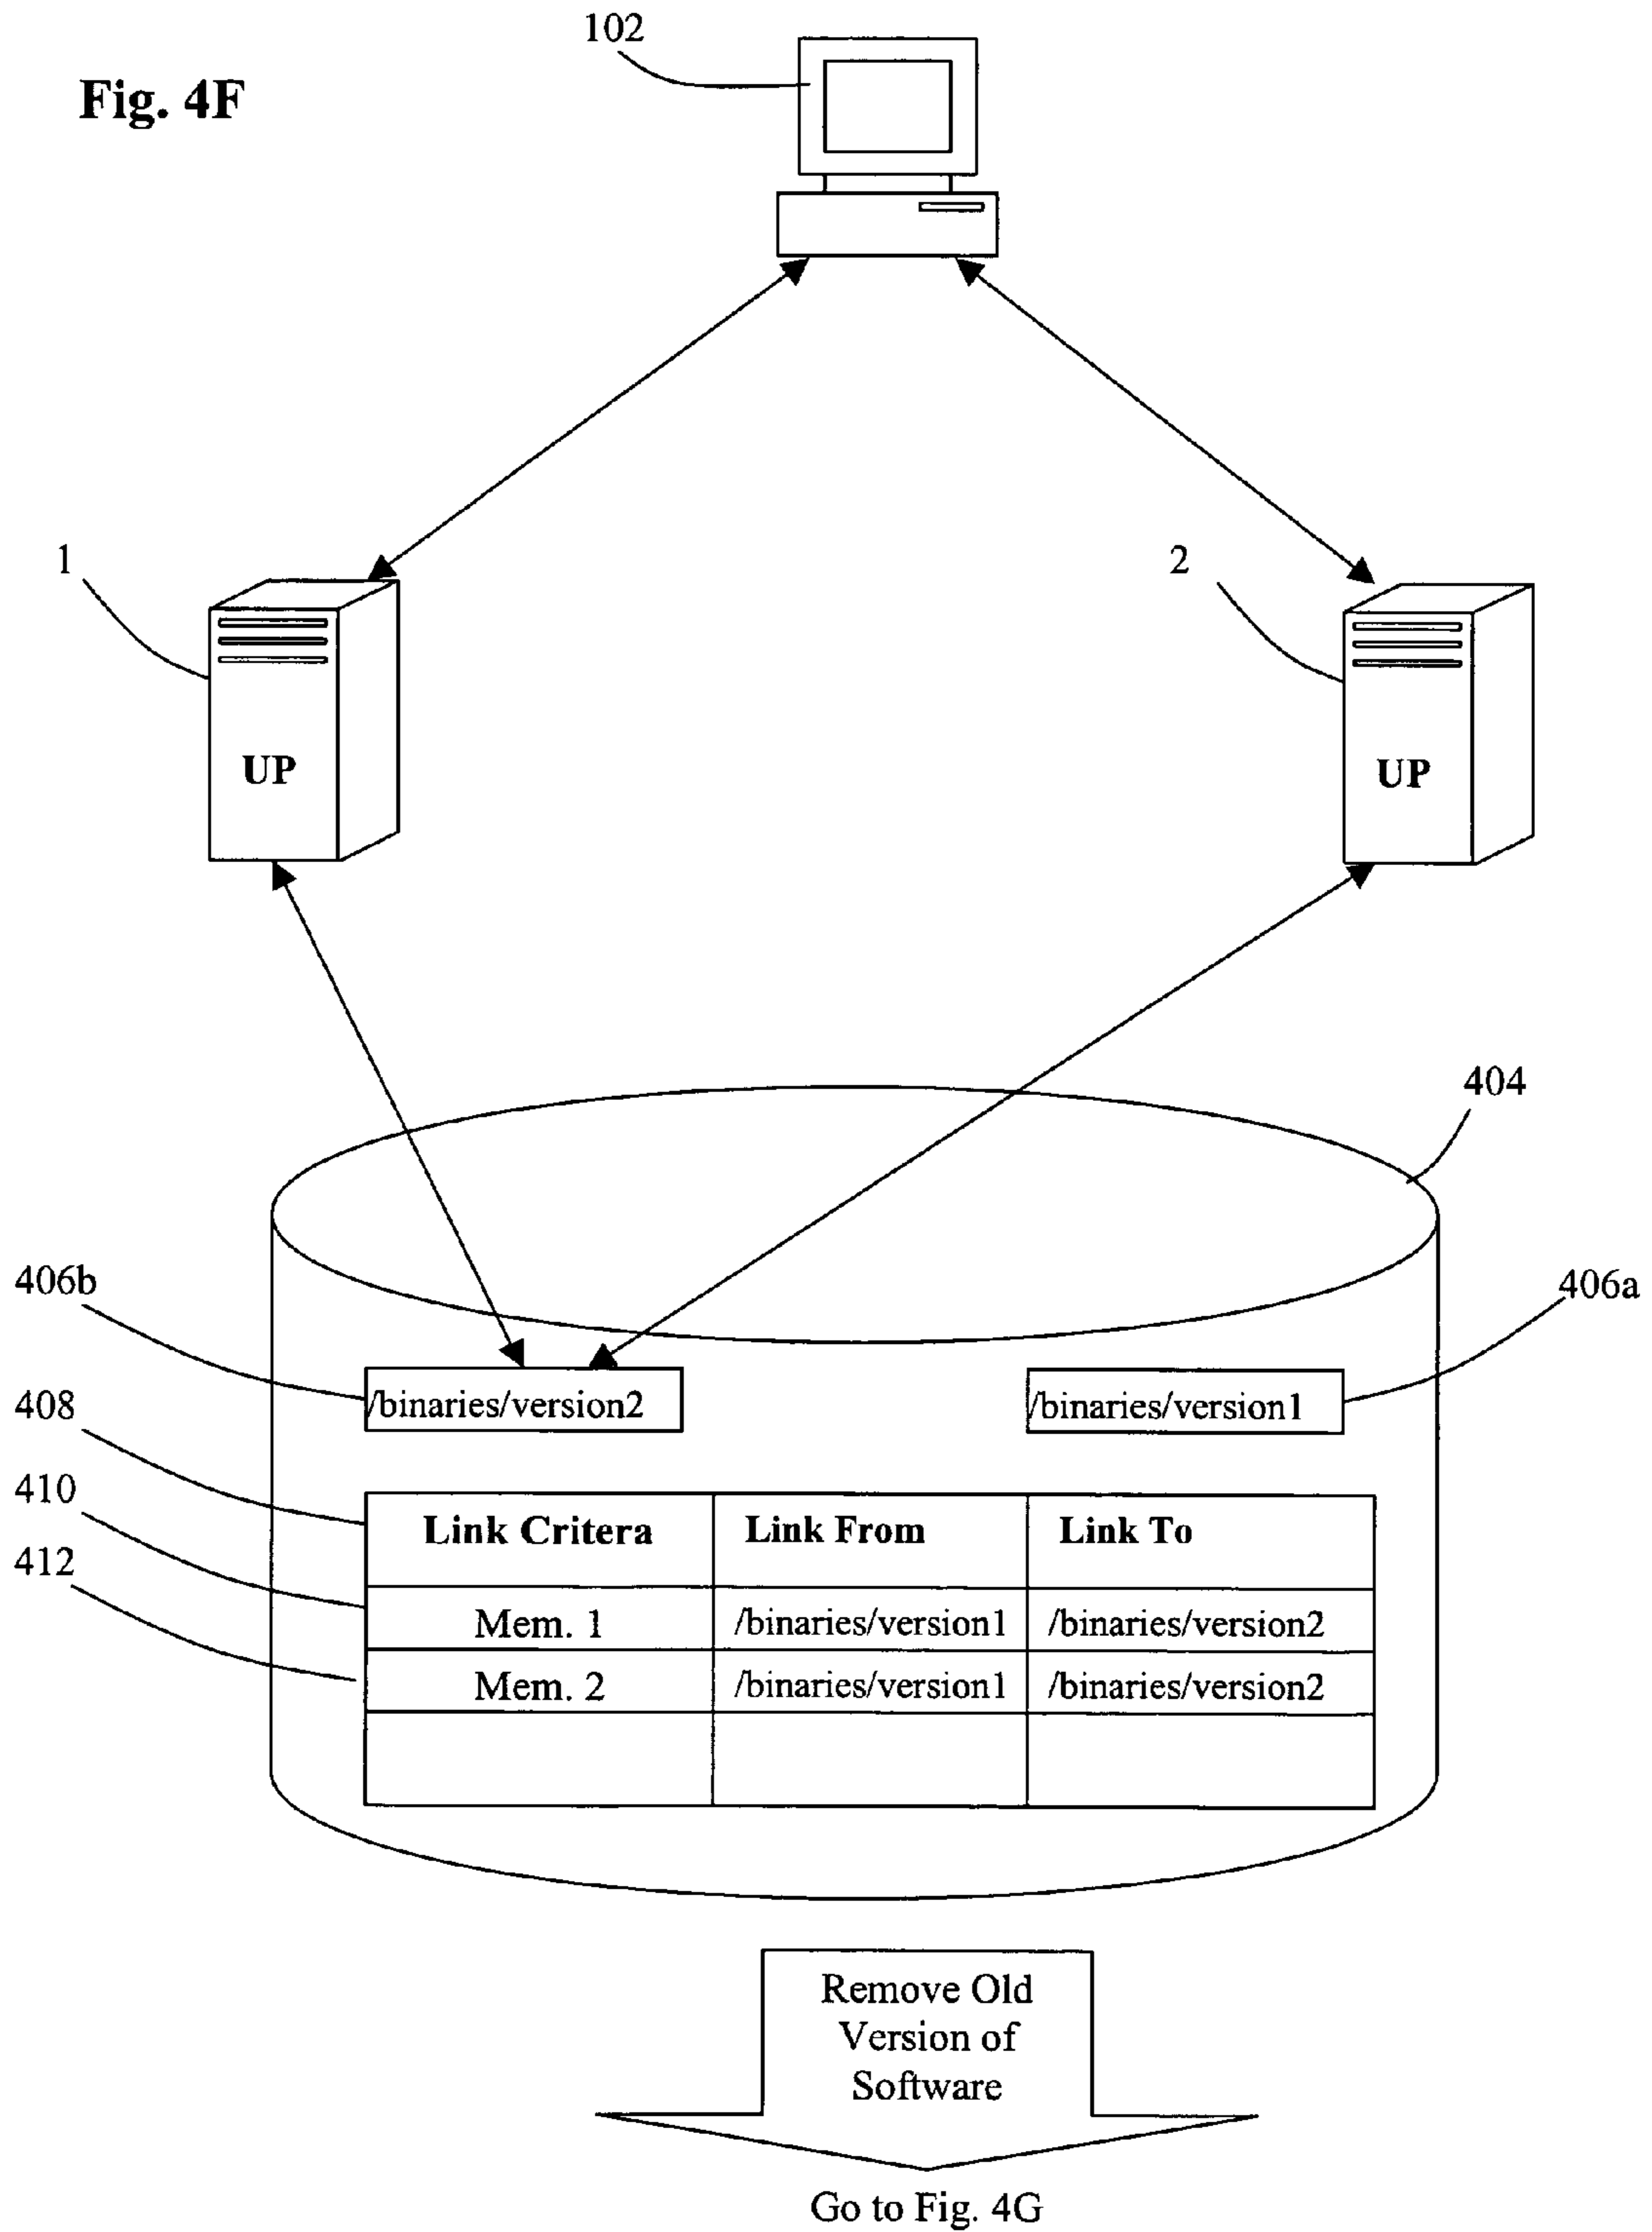 102
Fig. 4F
1
2
UP
UP
404
406b
406a
/binaries/version2
/binaries/version1
408
410
412
Link Critera
Link From
Link To
Mem. 1
/binaries/version1
/binaries/version2
Mem. 2
/binaries/version1
/binaries/version2
Remove Old
Version of
Software
Go to Fig. 4G